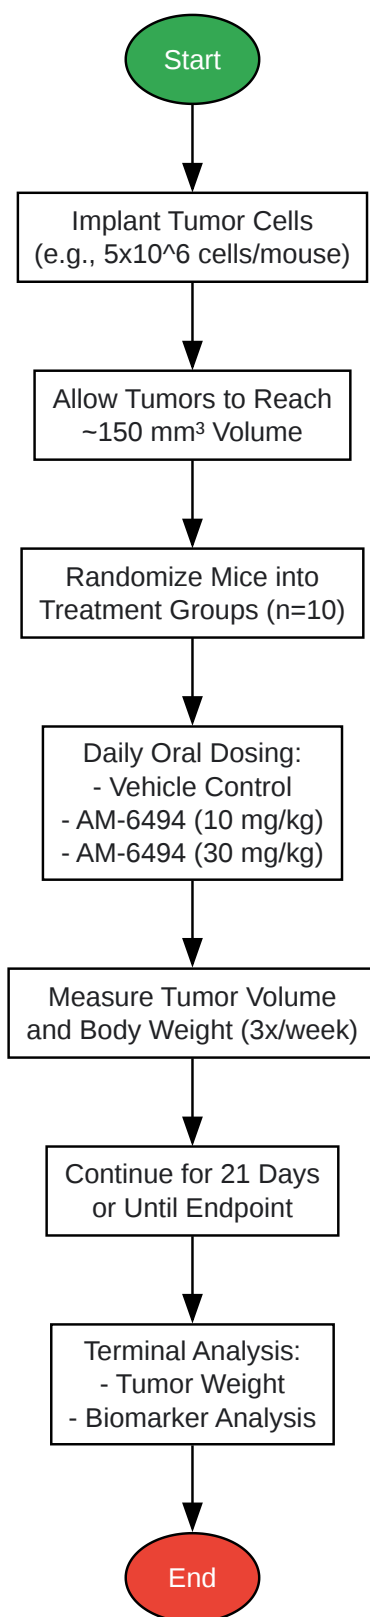 Start
Implant Tumor Cells
(e.g., 5x10^6 cells/mouse)
Allow Tumors to Reach
~150 mm³ Volume
Randomize Mice into
Treatment Groups (n=10)
Daily Oral Dosing:
- Vehicle Control
- AM-6494 (10 mg/kg)
- AM-6494 (30 mg/kg)
Measure Tumor Volume
and Body Weight (3x/week)
Continue for 21 Days
or Until Endpoint
Terminal Analysis:
- Tumor Weight
- Biomarker Analysis
End